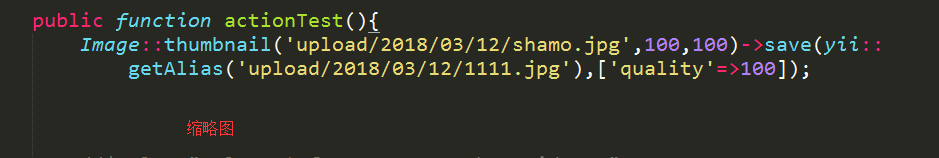 public function actionTest(){
Image::thumbnail('upload/2018/03/12/shamo.jpg',100,100)->save(yii::
getAlias('upload/2018/03/12/1111.jpg'),['quality'=>100]);
缩略图